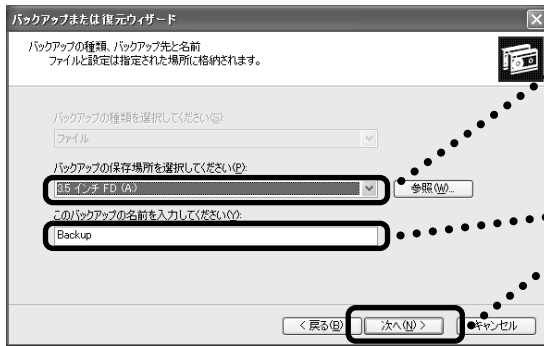 バックアップまたは復元ウィザード
バックアップの種類、バックアップ先と名前
ファイルと設定は指定された場所に格納されます。
バックアップの種類を選択してください(S):
ファイル
バックアップの保存場所を選択してください(P):
3.5 インチ FD (A:)
参照(W)...
このバックアップの名前を入力してください(Y):
Backup
< 戻る(B)
次へ(N) >
キャンセル